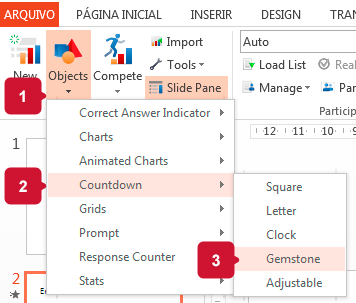 ARQUIVO PÁGINA INICIAL INSERIR DESIGN TRAN
New Objects Compete
Import
Tools
Slide Pane
Auto
Load List
Manage Par
Particip
1
Correct Answer Indicator
Charts
Animated Charts
2 Countdown
Grids
Prompt
Response Counter
Stats
12 11 10 9
Square
Letter
Clock
3 Gemstone
Adjustable
1
2